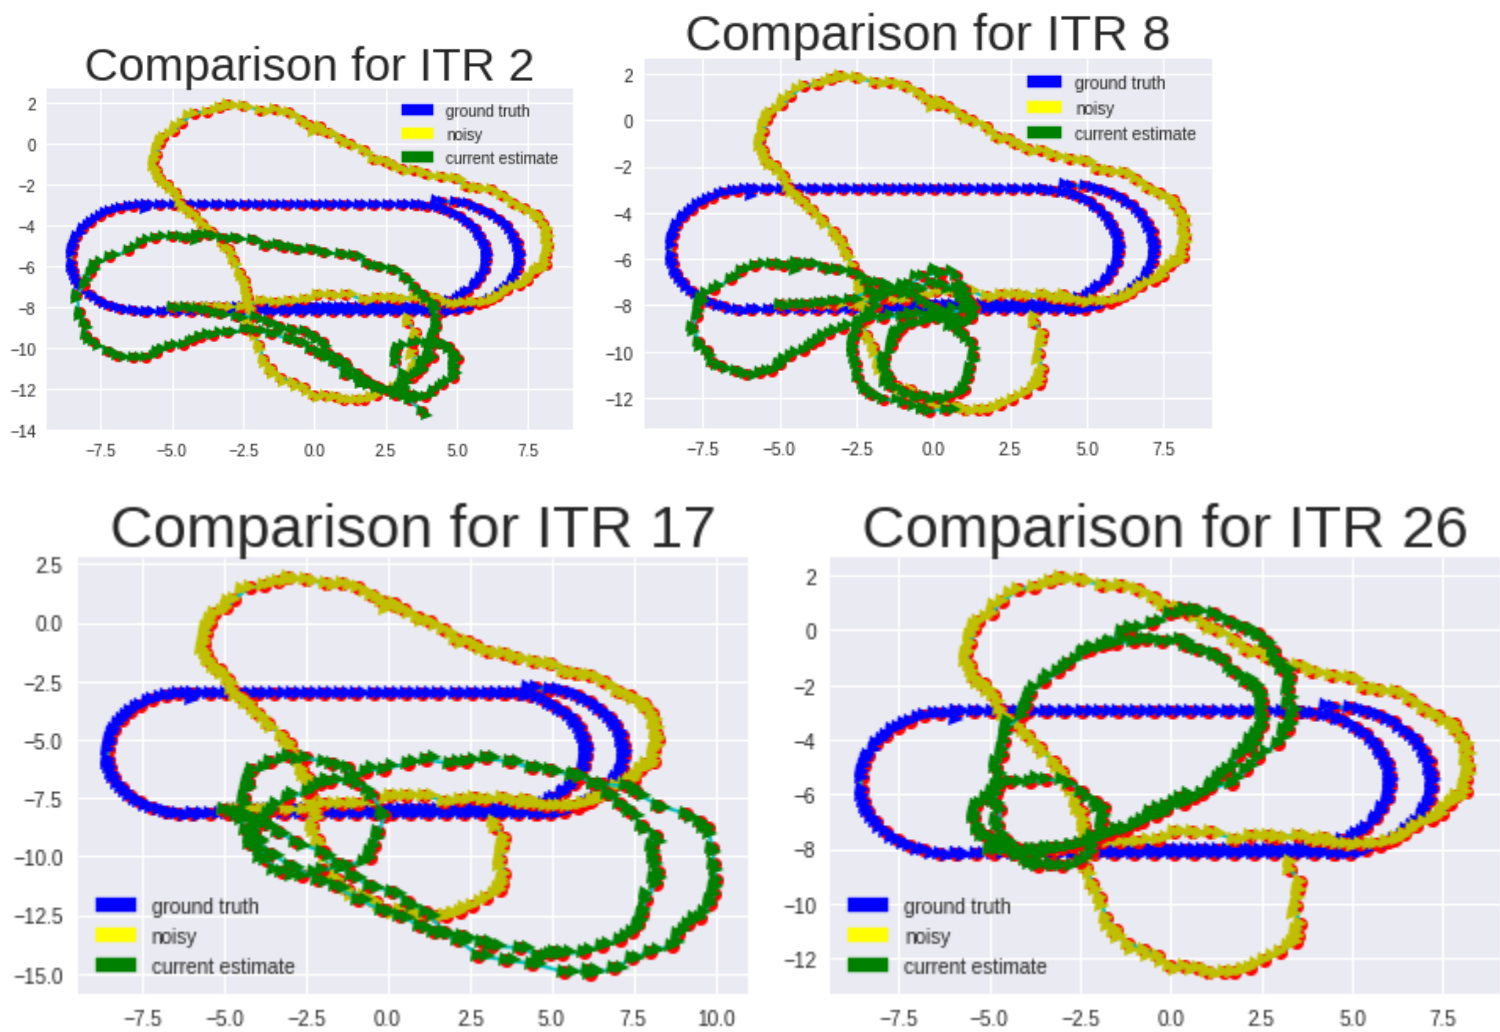 Comparison for ITR 2
ground truth
noisy
current estimate
2
0
−2
−4
−6
−8
−10
−12
−14
−7.5 −5.0 −2.5 0.0 2.5 5.0 7.5
Comparison for ITR 8
ground truth
noisy
current estimate
2
0
−2
−4
−6
−8
−10
−12
−7.5 −5.0 −2.5 0.0 2.5 5.0 7.5
Comparison for ITR 17
2.5
0.0
−2.5
−5.0
−7.5
−10.0
−12.5
−15.0
ground truth
noisy
current estimate
−7.5 −5.0 −2.5 0.0 2.5 5.0 7.5 10.0
Comparison for ITR 26
2
0
−2
−4
−6
−8
−10
−12
ground truth
noisy
current estimate
−7.5 −5.0 −2.5 0.0 2.5 5.0 7.5